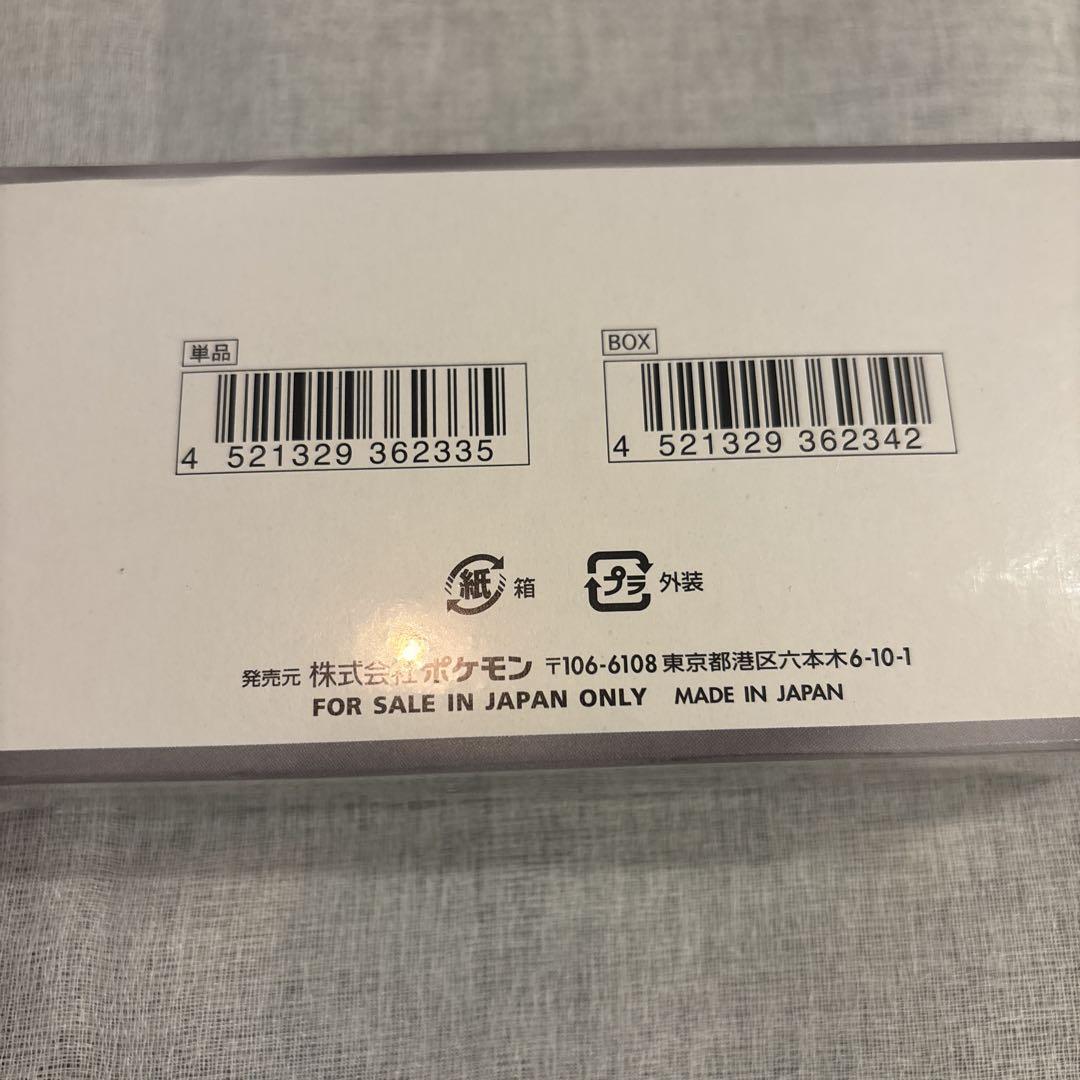 単品
4 521329 362335
BOX
4 521329 362342
紙 箱
プラ 外装
発売元 株式会社ポケモン 〒106-6108 東京都港区六本木6-10-1
FOR SALE IN JAPAN ONLY MADE IN JAPAN